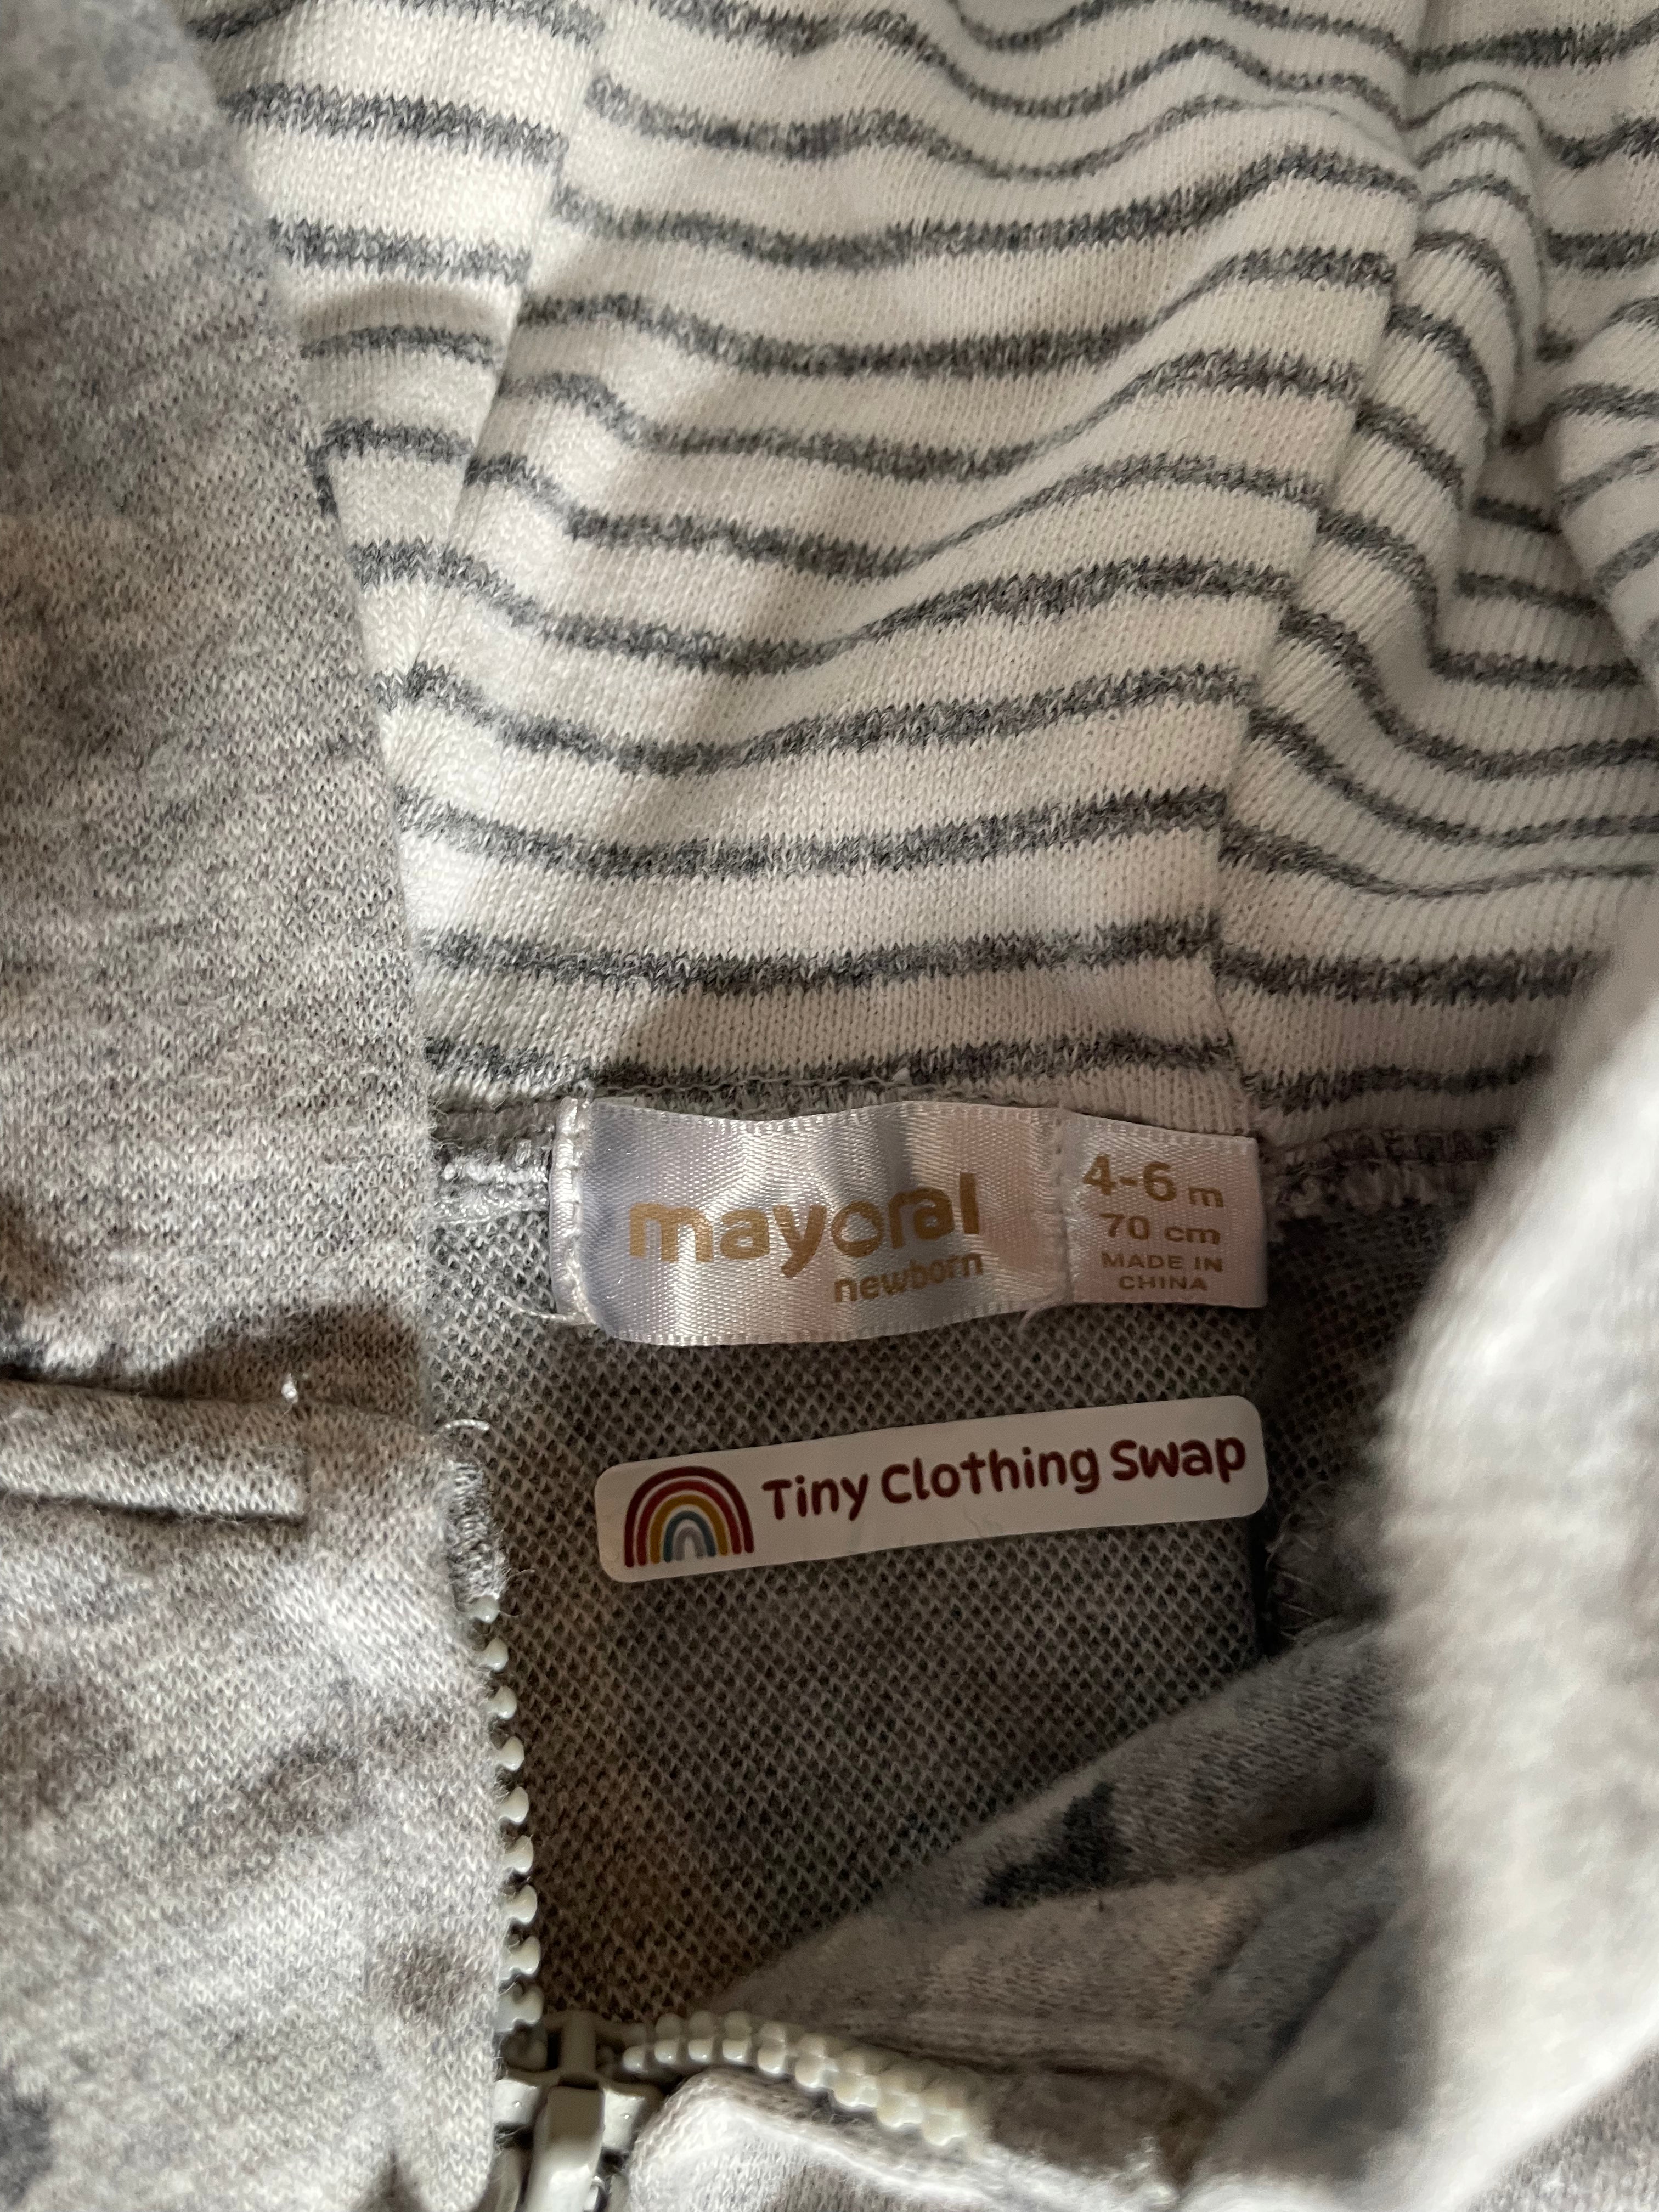 mayoral
newborn
4-6 m
70 cm
MADE IN
CHINA
Tiny Clothing Swap